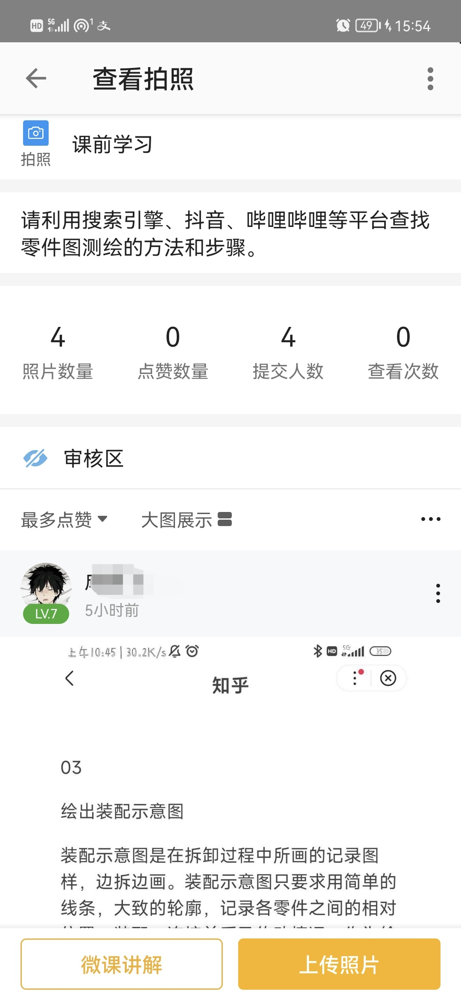 HD 5G 1 支 49 15:54
查看拍照
拍照
课前学习
请利用搜索引擎、抖音、哔哩哔哩等平台查找
零件图测绘的方法和步骤。
4 0 4 0
照片数量 点赞数量 提交人数 查看次数
审核区
最多点赞 大图展示
LV.7
5小时前
上午10:45 | 30.2K/s HD 5G 35
知乎
03
绘出装配示意图
装配示意图是在拆卸过程中所画的记录图
样，边拆边画。装配示意图只要求用简单的
线条，大致的轮廓，记录各零件之间的相对
微课讲解 上传照片